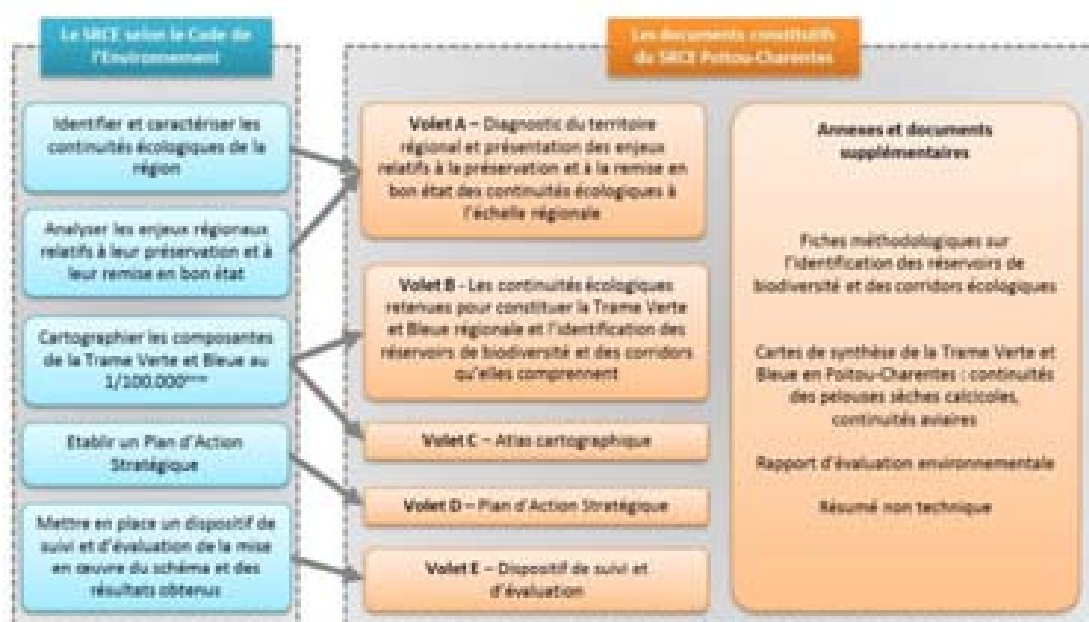 Le SRCE selon le Code de
l'Environnement
Identifier et caractériser les
continuités écologiques de la
région
Analyser les enjeux régionaux
relatifs à leur préservation et à
leur remise en bon état
Cartographier les composantes
de la Trame Verte et Bleue au
1/100.000ème
Etablir un Plan d'Action
Stratégique
Mettre en place un dispositif de
suivi et d'évaluation de la mise
en œuvre du schéma et des
résultats obtenus
Les documents constitutifs
du SRCE Poitou-Charentes
Volet A – Diagnostic du territoire
régional et présentation des enjeux
relatifs à la préservation et à la remise en
bon état des continuités écologiques à
l'échelle régionale
Volet B - Les continuités écologiques
retenues pour constituer la Trame Verte
et Bleue régionale et l'identification des
réservoirs de biodiversité et des corridors
qu'elles comprennent
Volet C – Atlas cartographique
Volet D – Plan d'Action Stratégique
Volet E – Dispositif de suivi et
d'évaluation
Annexes et documents
supplémentaires
Fiches méthodologiques sur
l'identification des réservoirs de
biodiversité et des corridors écologiques
Cartes de synthèse de la Trame Verte et
Bleue en Poitou-Charentes : continuités
des pelouses sèches calcicoles,
continuités aviaires
Rapport d'évaluation environnementale
Résumé non technique